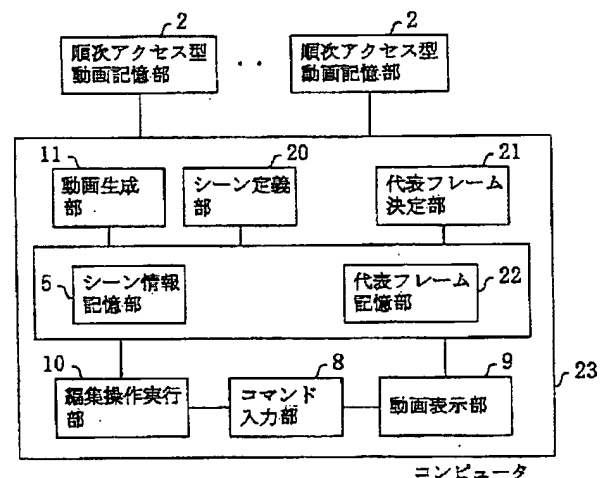 2
2
順次アクセス型
動画記憶部
・・
順次アクセス型
動画記憶部
11
20
21
動画生成
部
シーン定義
部
代表フレーム
決定部
5
シーン情報
記憶部
代表フレーム
記憶部
22
10
8
9
23
編集操作実行
部
コマンド
入力部
動画表示部
コンピュータ